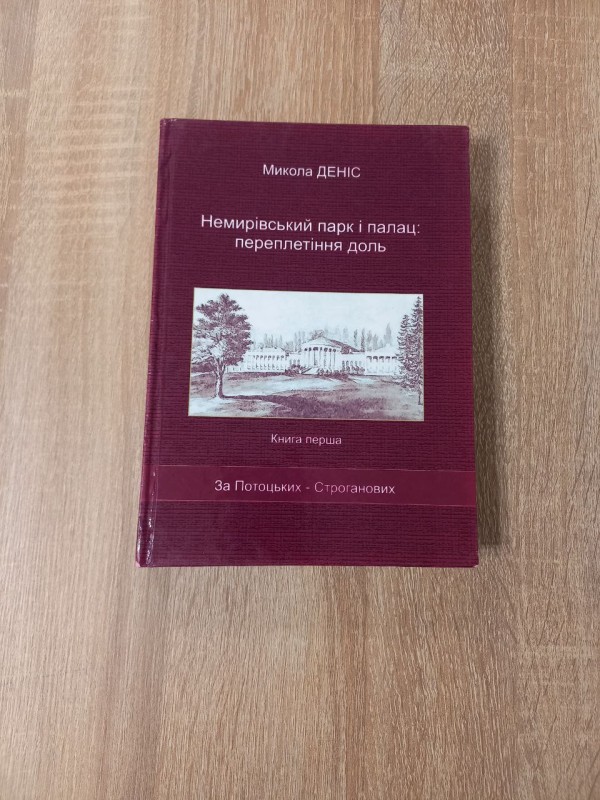 Микола ДЕНІС
Немирівський парк і палац:
переплетіння доль
Книга перша
За Потоцьких - Строганових